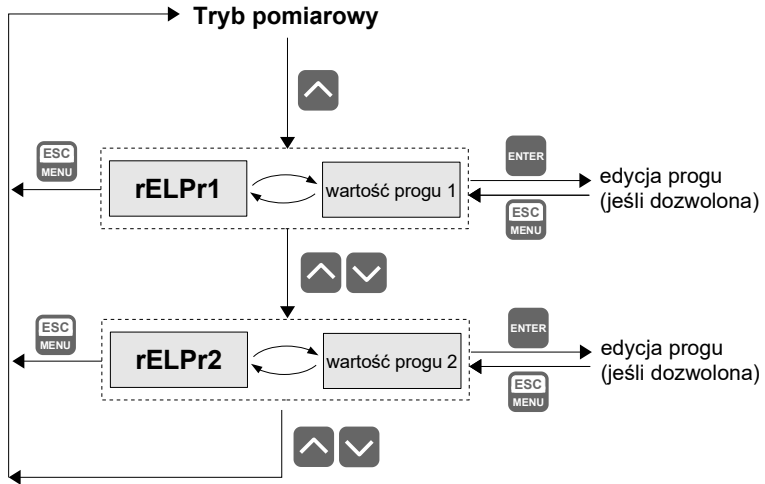 Tryb pomiarowy
ESC
MENU
rELPr1
wartość progu 1
ENTER
ESC
MENU
edycja progu
(jeśli dozwolona)
ESC
MENU
rELPr2
wartość progu 2
ENTER
ESC
MENU
edycja progu
(jeśli dozwolona)